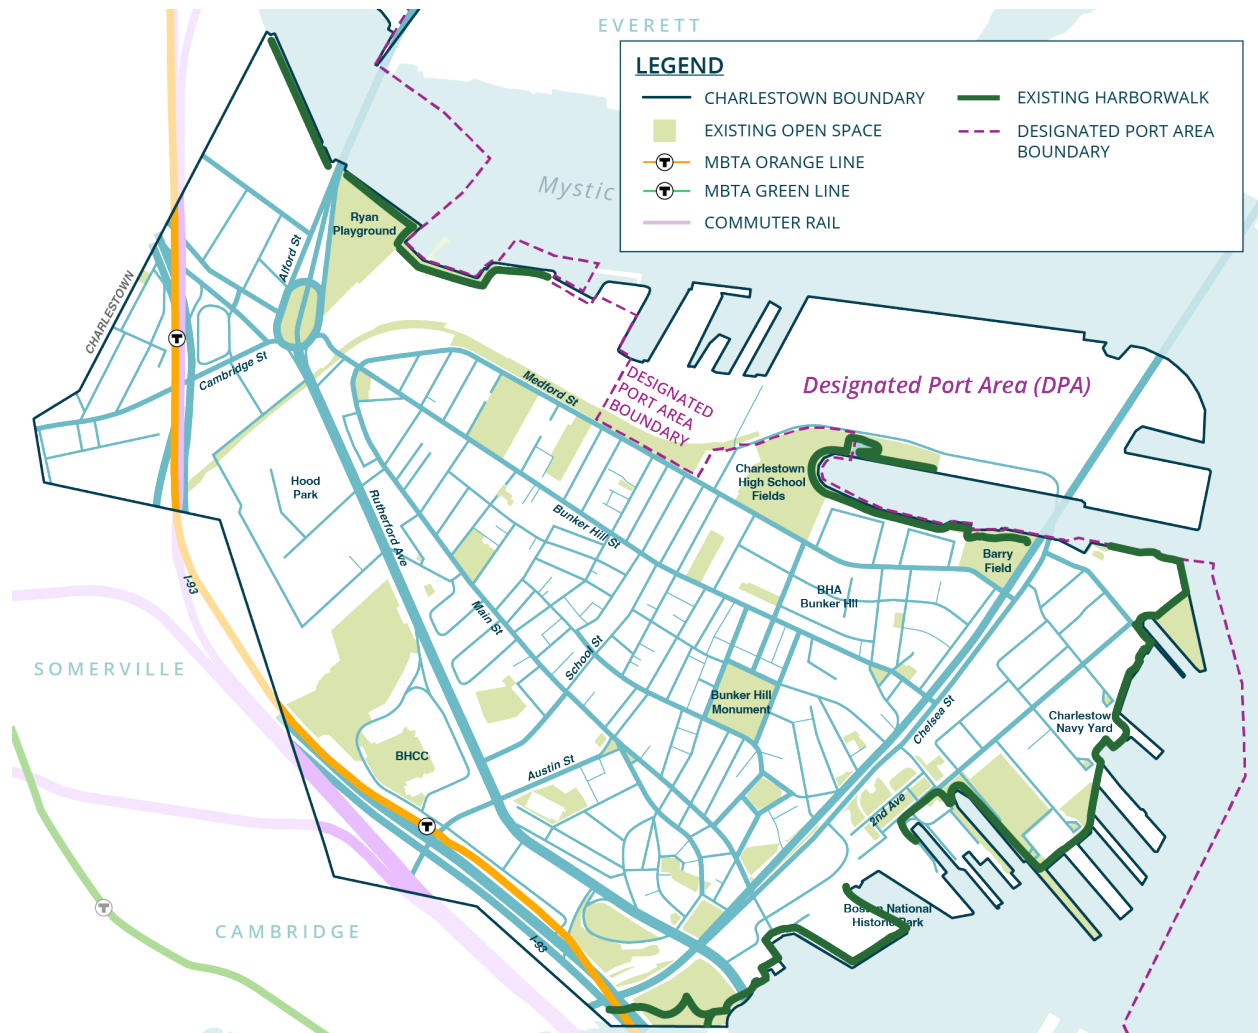 EVERETT
LEGEND
CHARLESTOWN BOUNDARY
EXISTING OPEN SPACE
T MBTA ORANGE LINE
T MBTA GREEN LINE
COMMUTER RAIL
EXISTING HARBORWALK
DESIGNATED PORT AREA
BOUNDARY
Mystic
Ryan
Playground
Alford St
CHARLESTOWN
T
Cambridge St
Medford St
DESIGNATED
PORT AREA
BOUNDARY
Designated Port Area (DPA)
Charlestown
High School
Fields
Hood
Park
Rutherford Ave
Bunker Hill St
Barry
Field
I-93
BHA
Bunker Hill
Main St
School St
SOMERVILLE
Bunker Hill
Monument
Chelsea St
Charlestown
Navy Yard
BHCC
Austin St
2nd Ave
T
T
Boston National
Historic Park
CAMBRIDGE
I-93